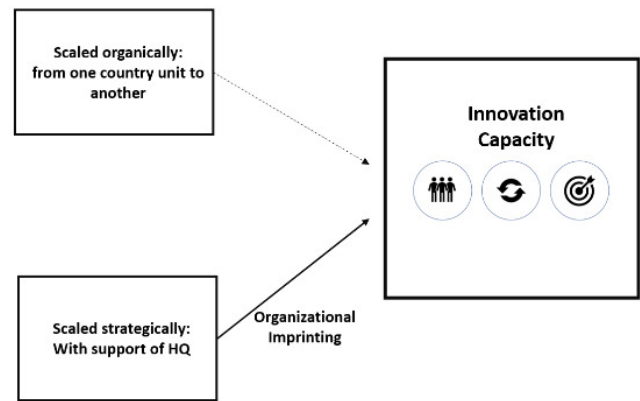 Scaled organically:
from one country unit to
another
Innovation
Capacity
Scaled strategically:
With support of HQ
Organizational
Imprinting